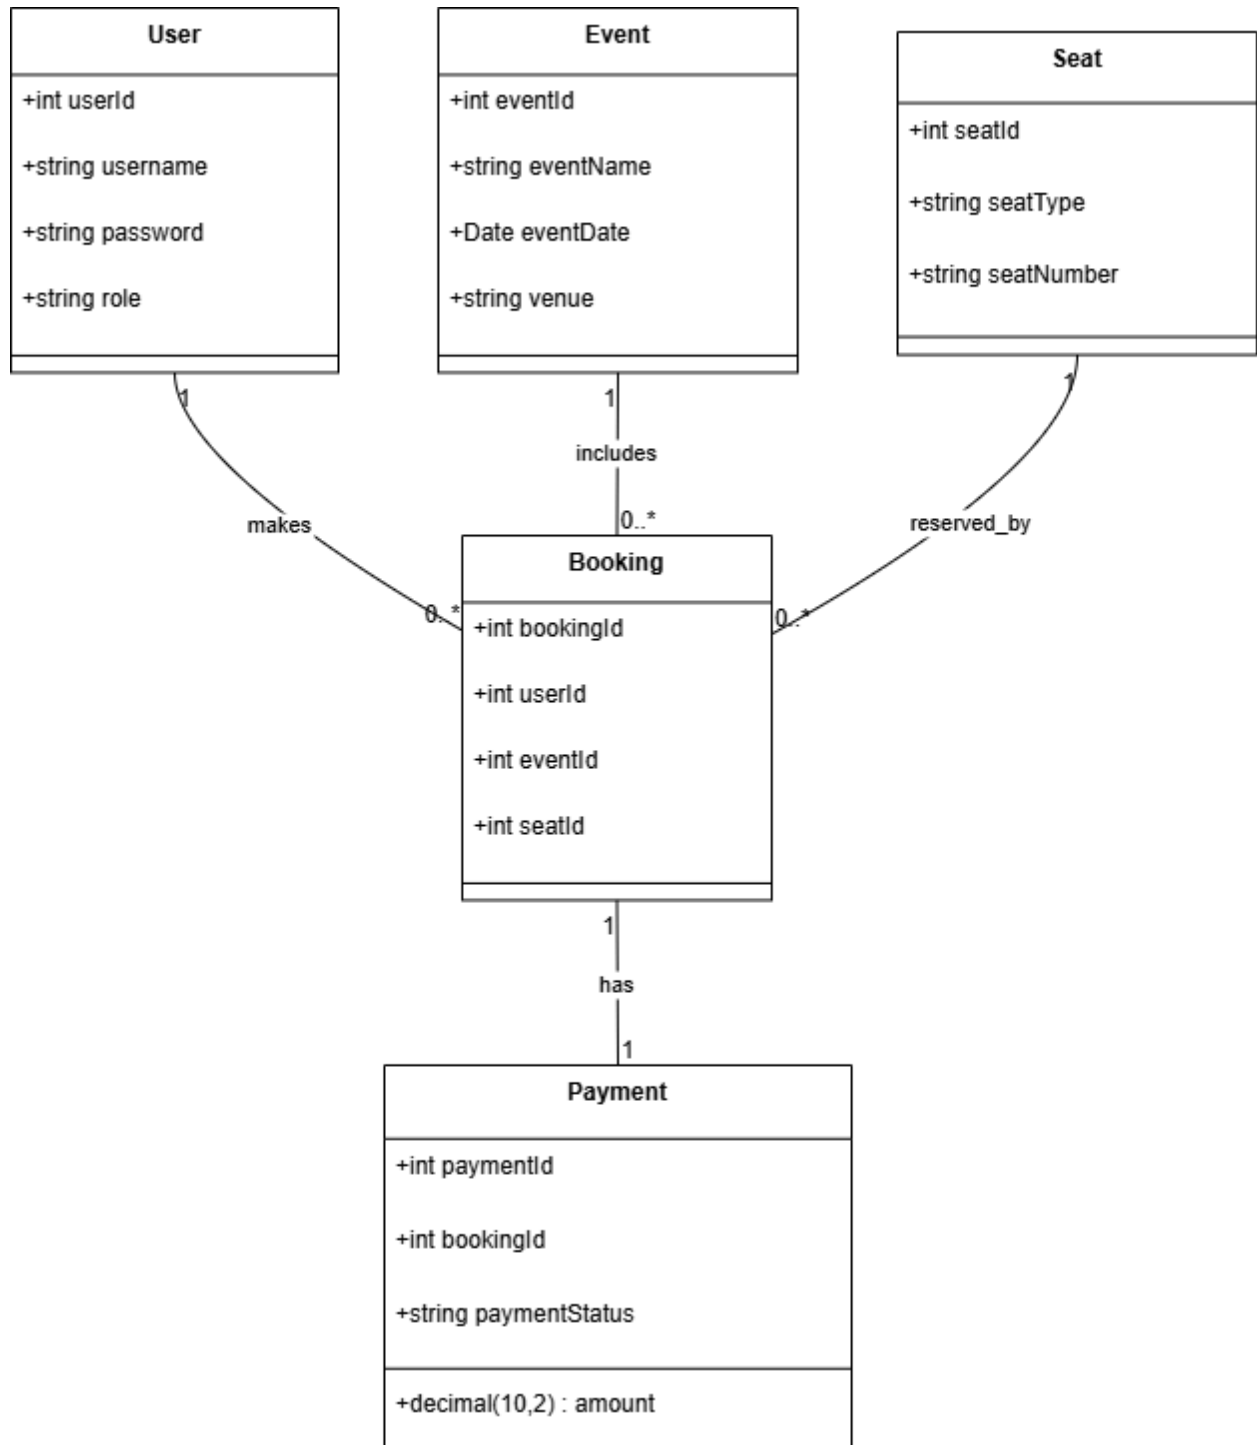 User
+int userId
+string username
+string password
+string role
Event
+int eventId
+string eventName
+Date eventDate
+string venue
Seat
+int seatId
+string seatType
+string seatNumber
1
1
1
includes
makes
reserved_by
0..*
0..*
0..*
Booking
+int bookingId
+int userId
+int eventId
+int seatId
1
has
1
Payment
+int paymentId
+int bookingId
+string paymentStatus
+decimal(10,2) : amount